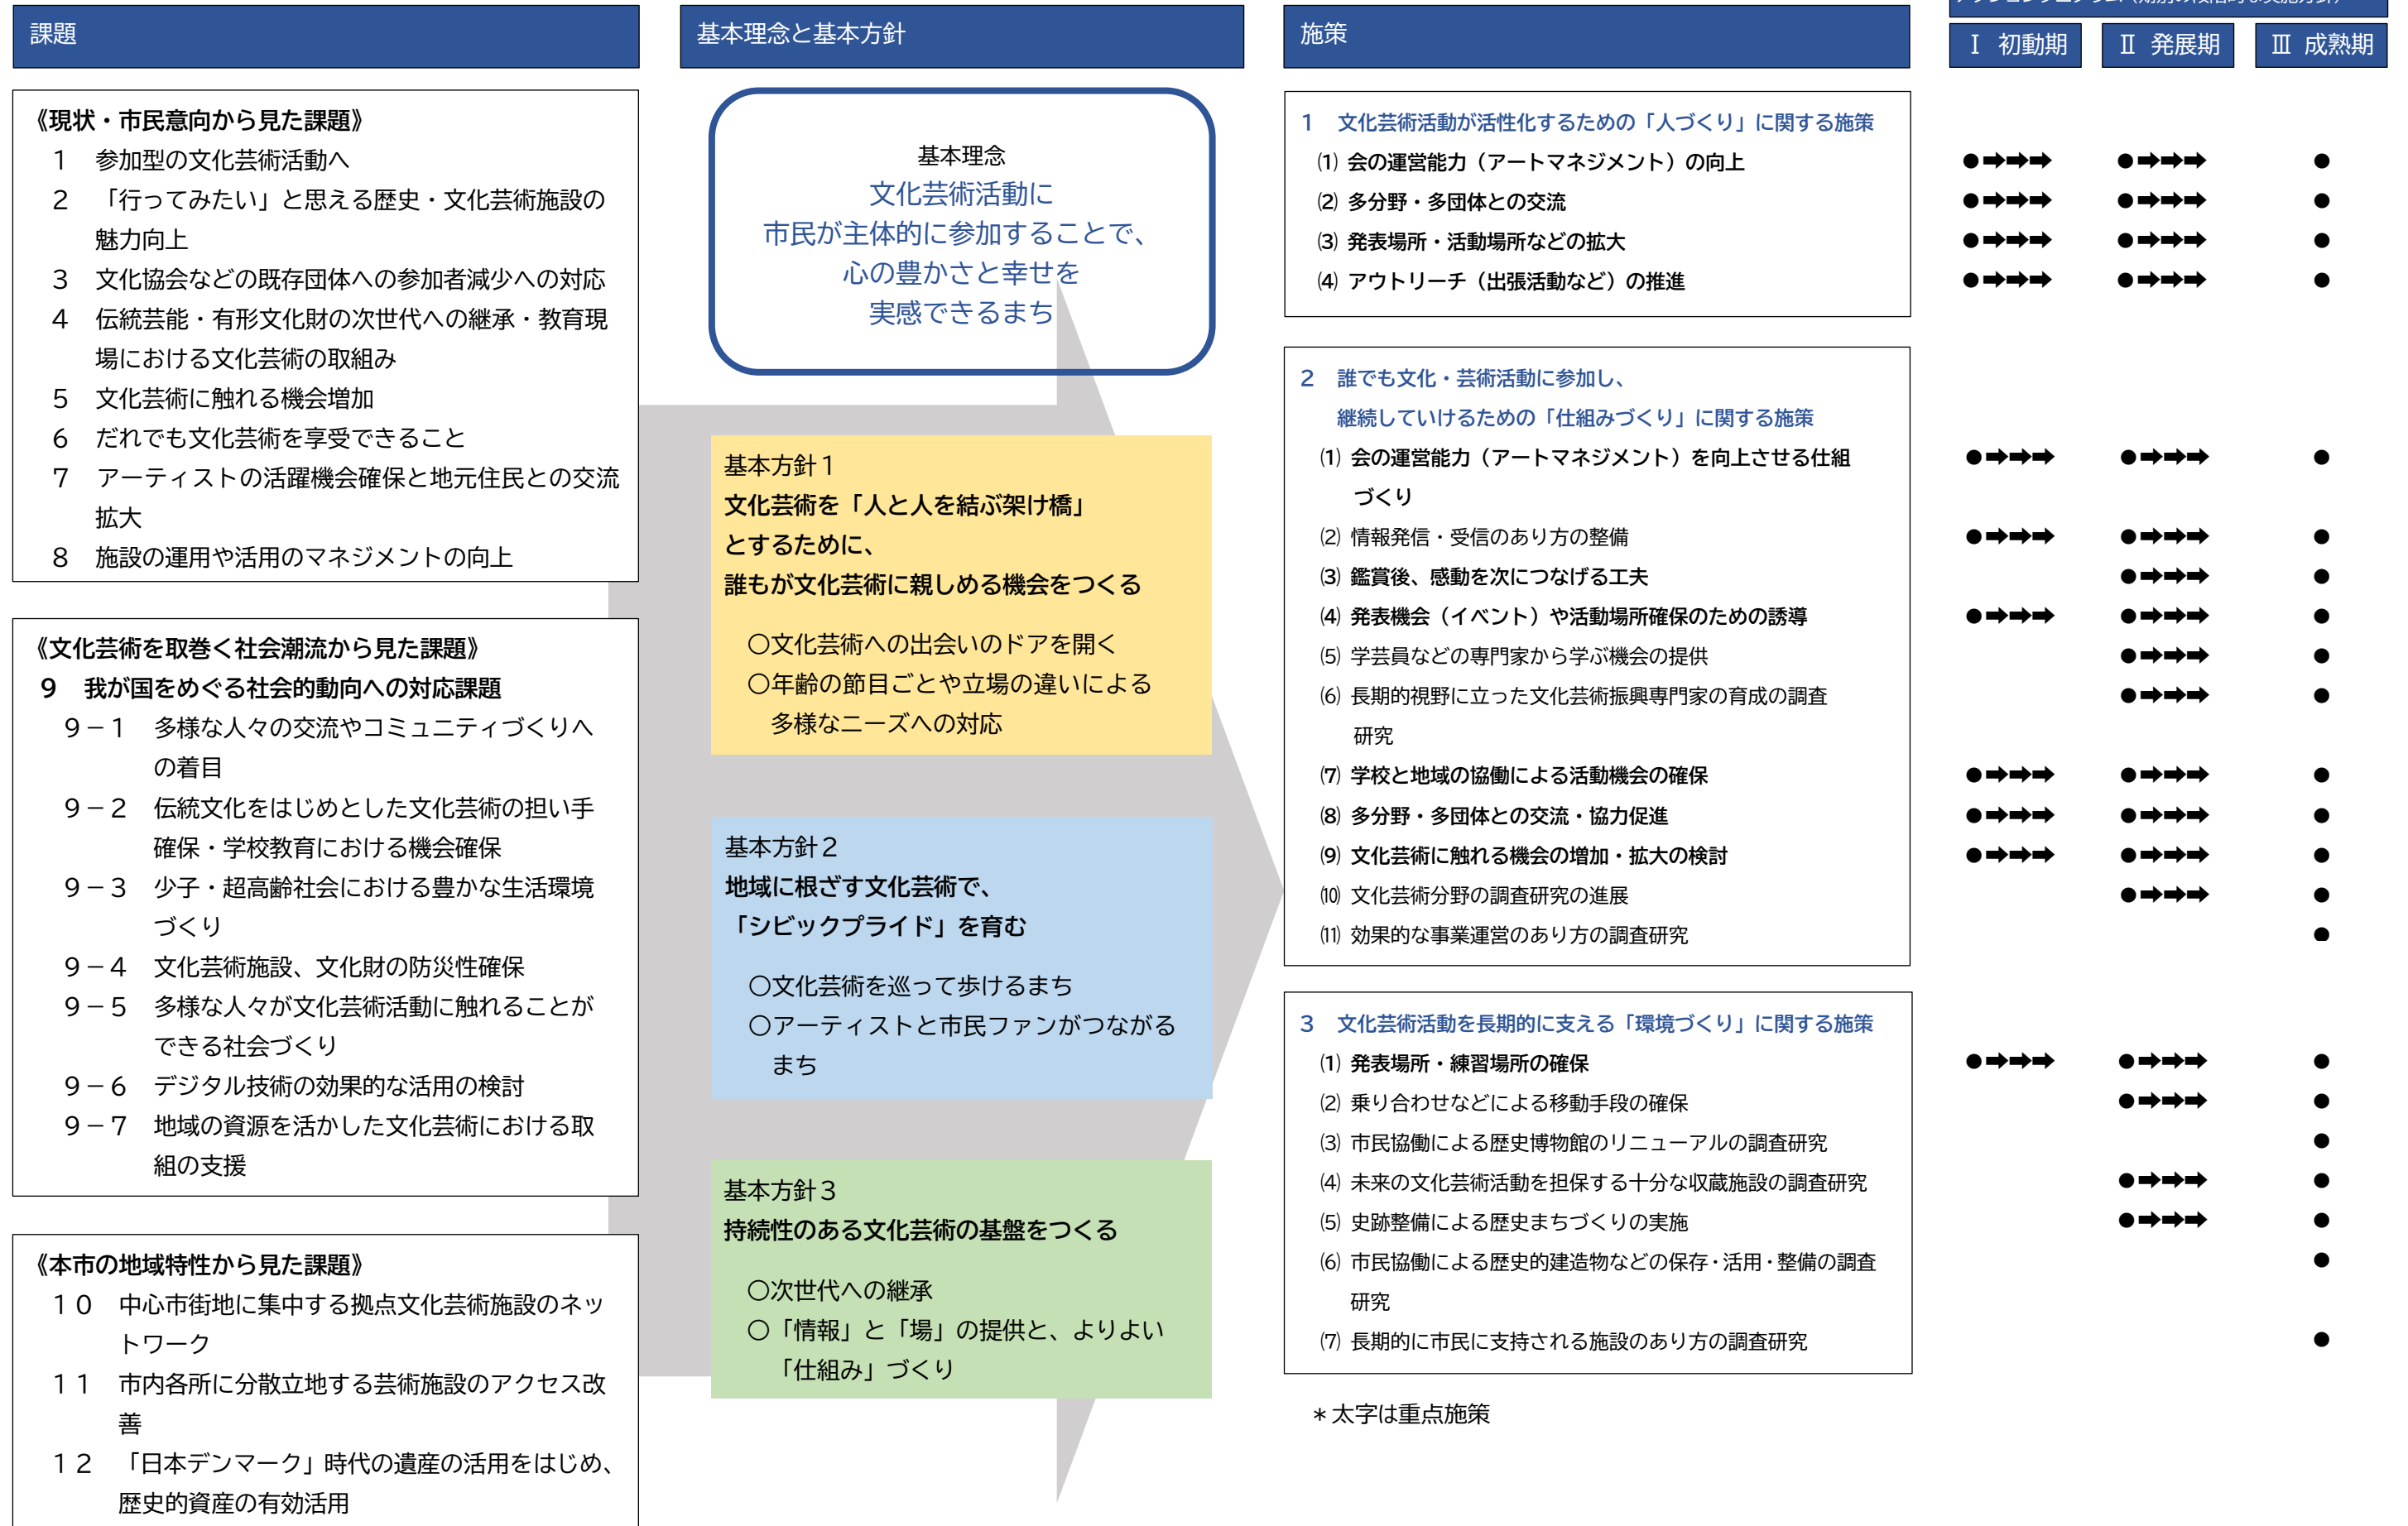 課題
《現状・市民意向から見た課題》
1 参加型の文化芸術活動へ
2 「行ってみたい」と思える歴史・文化芸術施設の
魅力向上
3 文化協会などの既存団体への参加者減少への対応
4 伝統芸能・有形文化財の次世代への継承・教育現
場における文化芸術の取組み
5 文化芸術に触れる機会増加
6 だれでも文化芸術を享受できること
7 アーティストの活躍機会確保と地元住民との交流
拡大
8 施設の運用や活用のマネジメントの向上
《文化芸術を取巻く社会潮流から見た課題》
9 我が国をめぐる社会的動向への対応課題
9－1 多様な人々の交流やコミュニティづくりへ
の着目
9－2 伝統文化をはじめとした文化芸術の担い手
確保・学校教育における機会確保
9－3 少子・超高齢社会における豊かな生活環境
づくり
9－4 文化芸術施設、文化財の防災性確保
9－5 多様な人々が文化芸術活動に触れることが
できる社会づくり
9－6 デジタル技術の効果的な活用の検討
9－7 地域の資源を活かした文化芸術における取
組の支援
《本市の地域特性から見た課題》
10 中心市街地に集中する拠点文化芸術施設のネッ
トワーク
11 市内各所に分散立地する芸術施設のアクセス改
善
12 「日本デンマーク」時代の遺産の活用をはじめ、
歴史的資産の有効活用
基本理念と基本方針
基本理念
文化芸術活動に
市民が主体的に参加することで、
心の豊かさと幸せを
実感できるまち
基本方針1
文化芸術を「人と人を結ぶ架け橋」
とするために、
誰もが文化芸術に親しめる機会をつくる
○文化芸術への出会いのドアを開く
○年齢の節目ごとや立場の違いによる
多様なニーズへの対応
基本方針2
地域に根ざす文化芸術で、
「シビックプライド」を育む
○文化芸術を巡って歩けるまち
○アーティストと市民ファンがつながる
まち
基本方針3
持続性のある文化芸術の基盤をつくる
○次世代への継承
○「情報」と「場」の提供と、よりよい
「仕組み」づくり
施策
1 文化芸術活動が活性化するための「人づくり」に関する施策
⑴ 会の運営能力（アートマネジメント）の向上 ●➡➡➡ ●➡➡➡ ●
⑵ 多分野・多団体との交流 ●➡➡➡ ●➡➡➡ ●
⑶ 発表場所・活動場所などの拡大 ●➡➡➡ ●➡➡➡ ●
⑷ アウトリーチ（出張活動など）の推進 ●➡➡➡ ●➡➡➡ ●
2 誰でも文化・芸術活動に参加し、
継続していけるための「仕組みづくり」に関する施策
⑴ 会の運営能力（アートマネジメント）を向上させる仕組 ●➡➡➡ ●➡➡➡ ●
づくり
⑵ 情報発信・受信のあり方の整備 ●➡➡➡ ●➡➡➡ ●
⑶ 鑑賞後、感動を次につなげる工夫 ●➡➡➡ ●
⑷ 発表機会（イベント）や活動場所確保のための誘導 ●➡➡➡ ●➡➡➡ ●
⑸ 学芸員などの専門家から学ぶ機会の提供 ●➡➡➡ ●
⑹ 長期的視野に立った文化芸術振興専門家の育成の調査 ●➡➡➡ ●
研究
⑺ 学校と地域の協働による活動機会の確保 ●➡➡➡ ●➡➡➡ ●
⑻ 多分野・多団体との交流・協力促進 ●➡➡➡ ●➡➡➡ ●
⑼ 文化芸術に触れる機会の増加・拡大の検討 ●➡➡➡ ●➡➡➡ ●
⑽ 文化芸術分野の調査研究の進展 ●➡➡➡ ●
⑾ 効果的な事業運営のあり方の調査研究 ●
3 文化芸術活動を長期的に支える「環境づくり」に関する施策
⑴ 発表場所・練習場所の確保 ●➡➡➡ ●➡➡➡ ●
⑵ 乗り合わせなどによる移動手段の確保 ●➡➡➡ ●
⑶ 市民協働による歴史博物館のリニューアルの調査研究 ●
⑷ 未来の文化芸術活動を担保する十分な収蔵施設の調査研究 ●➡➡➡ ●
⑸ 史跡整備による歴史まちづくりの実施 ●➡➡➡ ●
⑹ 市民協働による歴史的建造物などの保存・活用・整備の調査 ●
研究
⑺ 長期的に市民に支持される施設のあり方の調査研究 ●
＊太字は重点施策
Ⅰ 初動期
Ⅱ 発展期
Ⅲ 成熟期